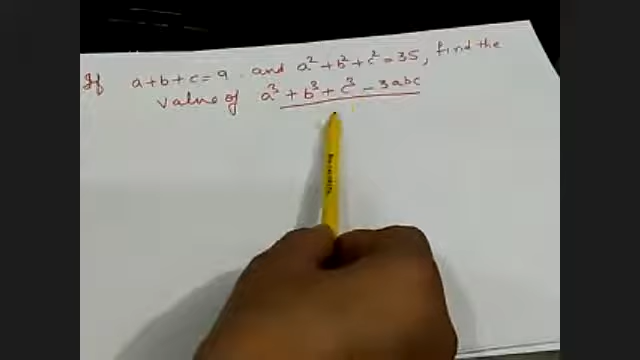 If a+b+c=9 and a²+b²+c²=35, find the
value of a³+b³+c³-3abc